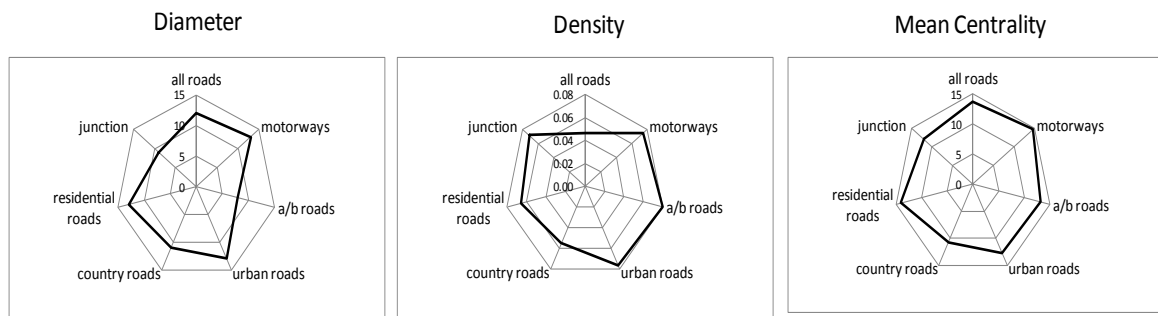 Diameter
all roads
15
10
5
0
motorways
a/b roads
urban roads
country roads
residential
roads
junction
Density
all roads
0.08
0.06
0.04
0.02
0.00
motorways
a/b roads
urban roads
country roads
residential
roads
junction
Mean Centrality
all roads
15
10
5
0
motorways
a/b roads
urban roads
country roads
residential
roads
junction